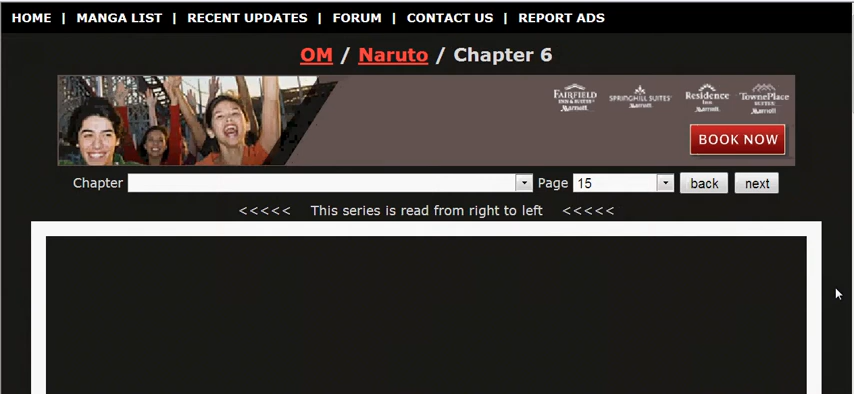 HOME | MANGA LIST | RECENT UPDATES | FORUM | CONTACT US | REPORT ADS
OM / Naruto / Chapter 6
FAIRFIELD INN & SUITES Marriott SPRINGHILL SUITES Marriott Residence Inn Marriott TownePlace SUITES Marriott
BOOK NOW
Chapter Page 15 back next
<<<<< This series is read from right to left <<<<<